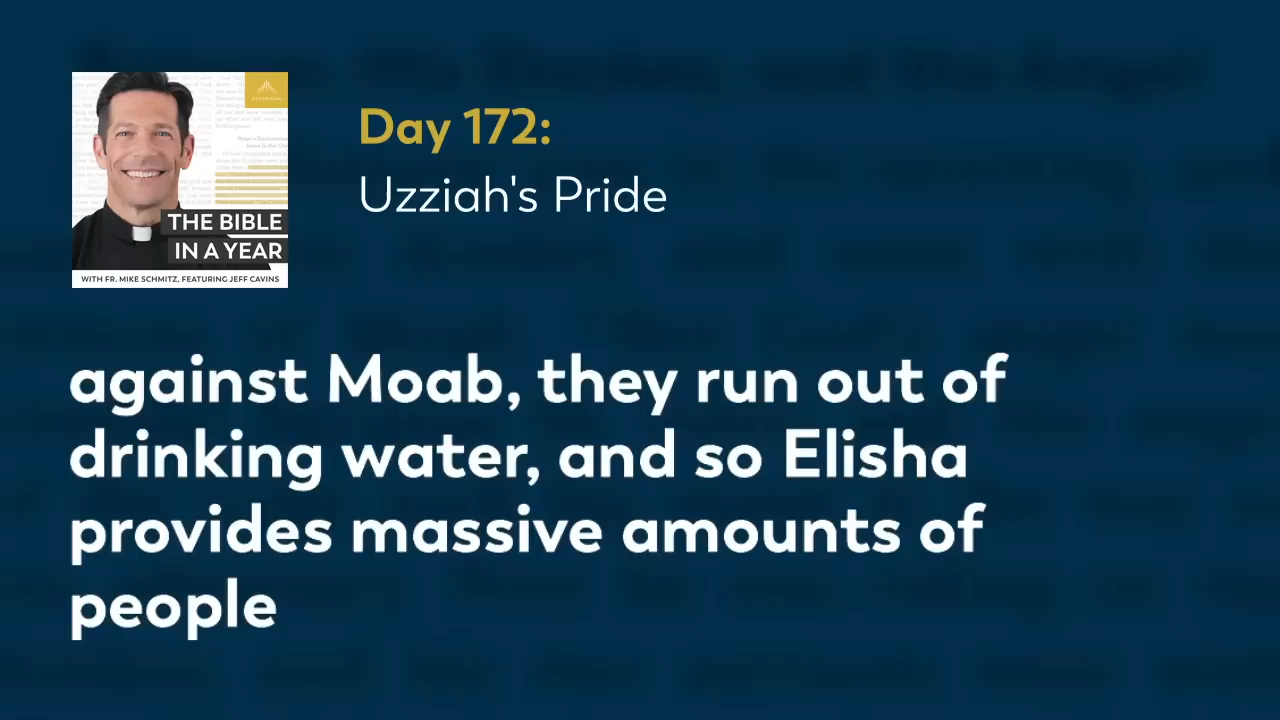 Day 172:
Uzziah's Pride
THE BIBLE
IN A YEAR
WITH FR. MIKE SCHMITZ, FEATURING JEFF CAVINS
against Moab, they run out of
drinking water, and so Elisha
provides massive amounts of
people